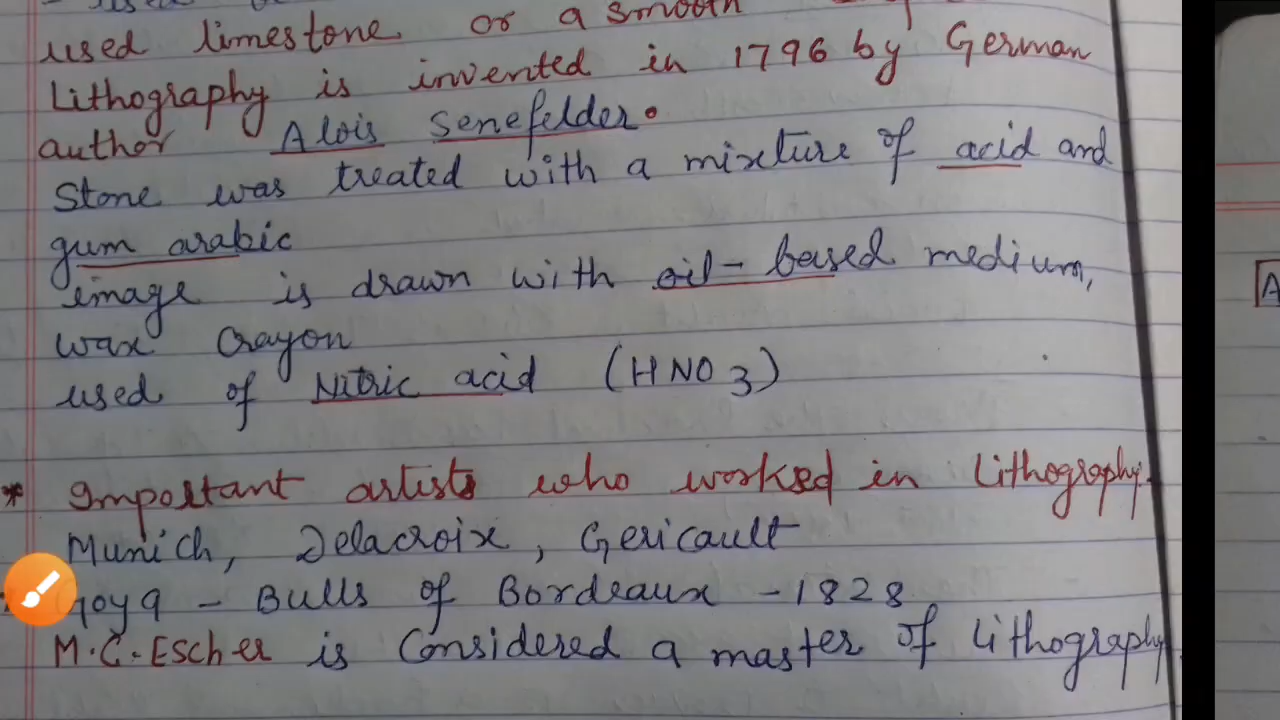 used limestone or a smooth
Lithography is invented in 1796 by German
author Alois Senefelder.
Stone was treated with a mixture of acid and
gum arabic
image is drawn with oil-based medium,
wax crayon
used of Nitric acid (HNO3)
* Important artists who worked in Lithography.
Munich, Delacroix, Gericault
Goya - Bulls of Bordeaux - 1828
M.C. Escher is Considered a master of Lithography
A